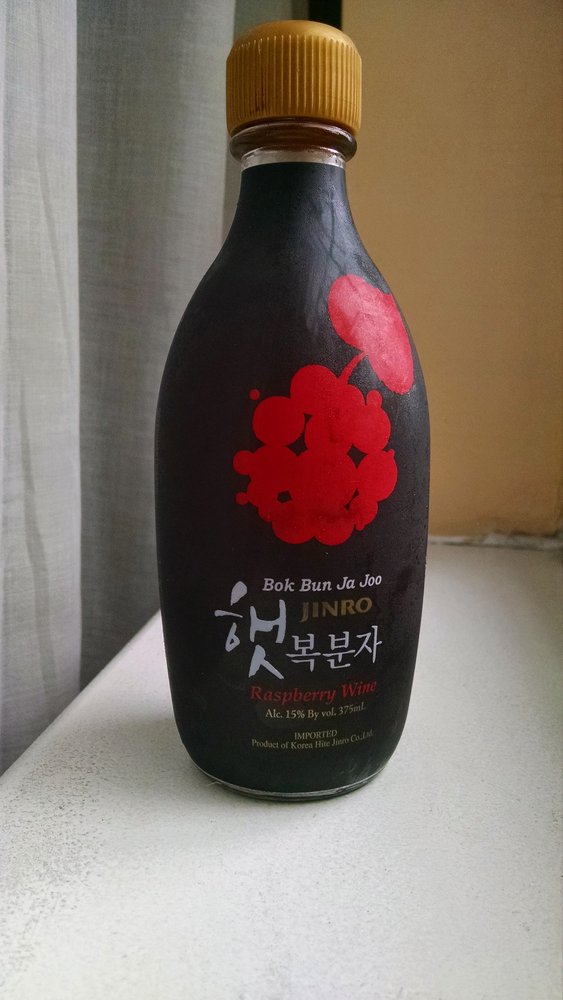 Bok Bun Ja Joo
JINRO
햇복분자
Raspberry Wine
Alc. 15% By vol. 375ml.
IMPORTED
Product of Korea Hite Jinro Co.,Ltd.